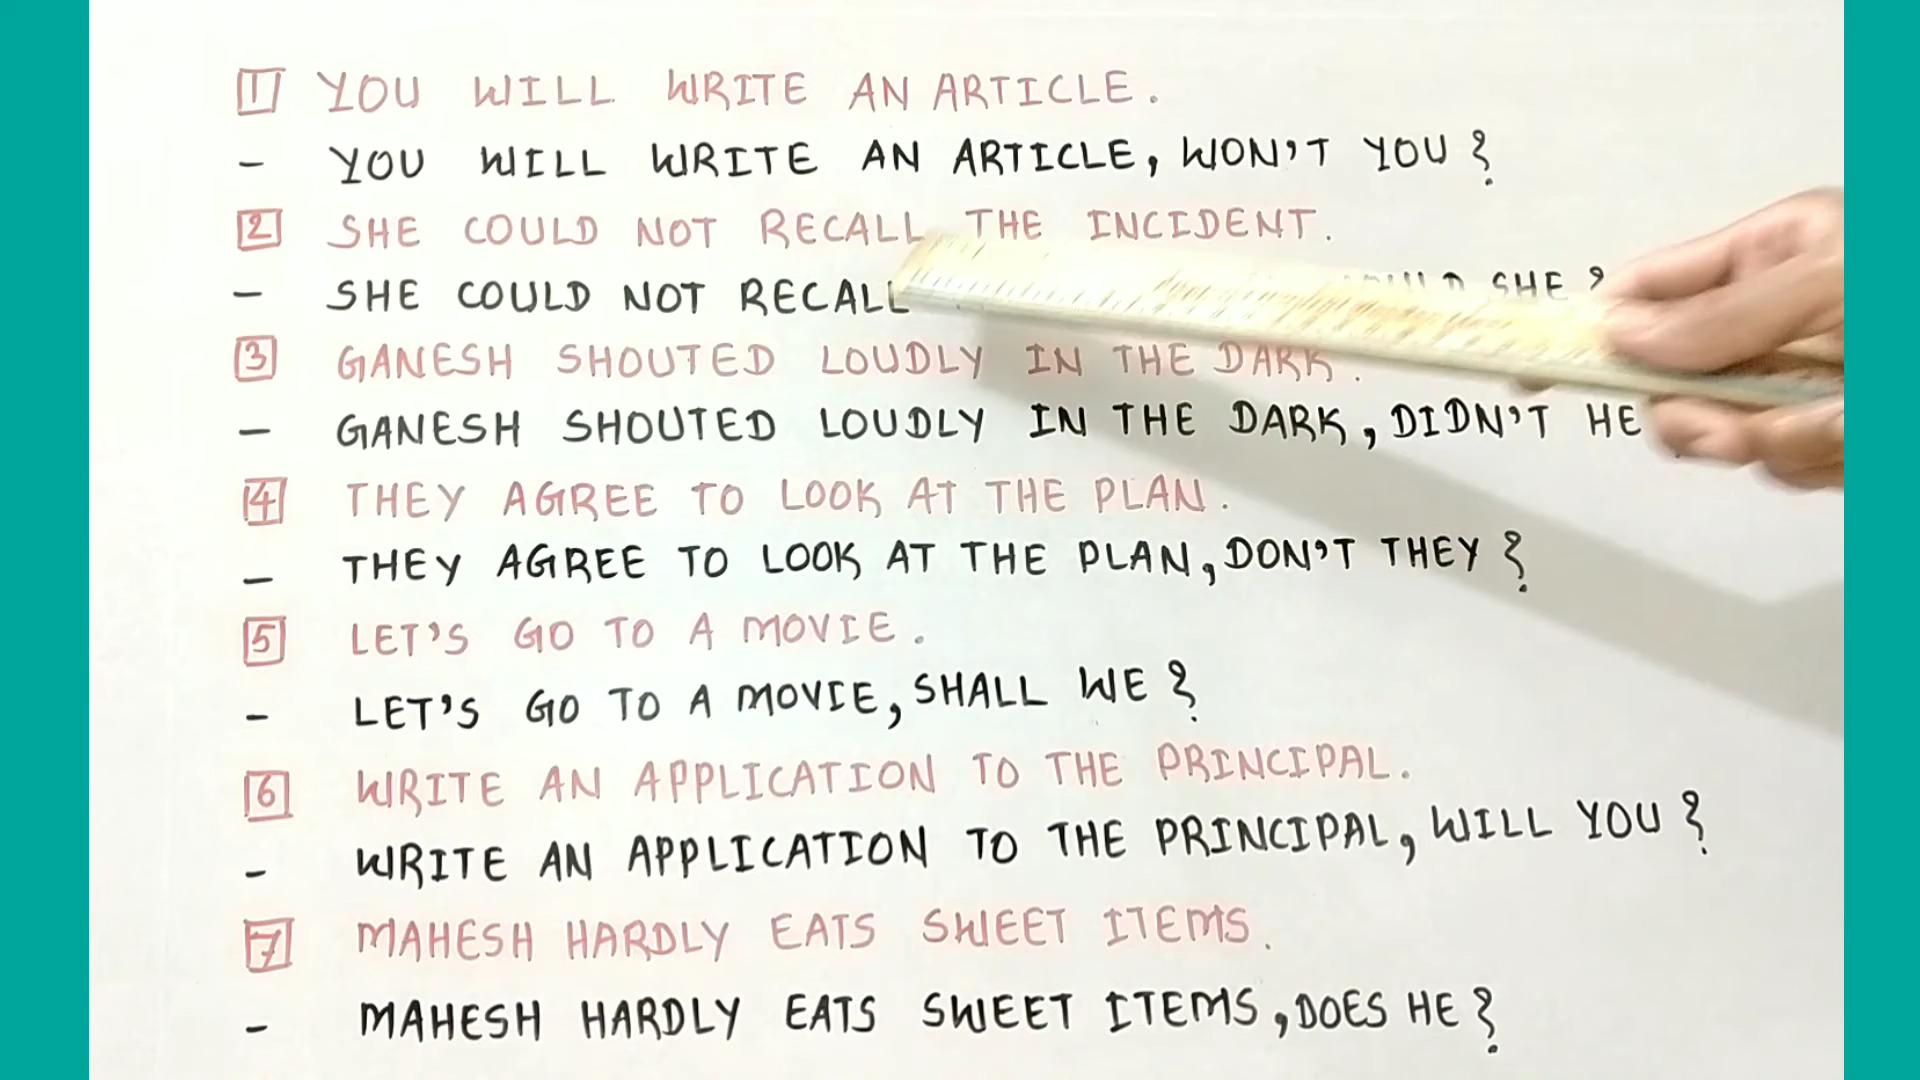 1 YOU WILL WRITE AN ARTICLE.
- YOU WILL WRITE AN ARTICLE, WON'T YOU?
2 SHE COULD NOT RECALL THE INCIDENT.
- SHE COULD NOT RECALL SHE?
3 GANESH SHOUTED LOUDLY IN THE DARK.
- GANESH SHOUTED LOUDLY IN THE DARK, DIDN'T HE
4 THEY AGREE TO LOOK AT THE PLAN.
- THEY AGREE TO LOOK AT THE PLAN, DON'T THEY?
5 LET'S GO TO A MOVIE.
- LET'S GO TO A MOVIE, SHALL WE?
6 WRITE AN APPLICATION TO THE PRINCIPAL.
- WRITE AN APPLICATION TO THE PRINCIPAL, WILL YOU?
7 MAHESH HARDLY EATS SWEET ITEMS.
- MAHESH HARDLY EATS SWEET ITEMS, DOES HE?